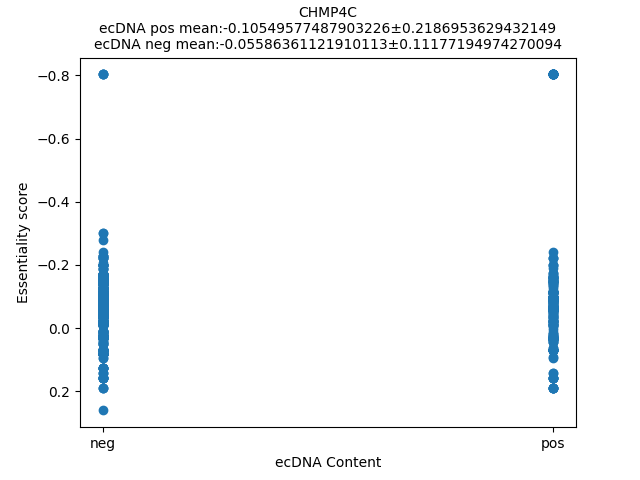 CHMP4C
ecDNA pos mean:-0.10549577487903226±0.2186953629432149
ecDNA neg mean:-0.05586361121910113±0.11177194974270094
−0.8
−0.6
−0.4
−0.2
0.0
0.2
Essentiality score
neg
pos
ecDNA Content